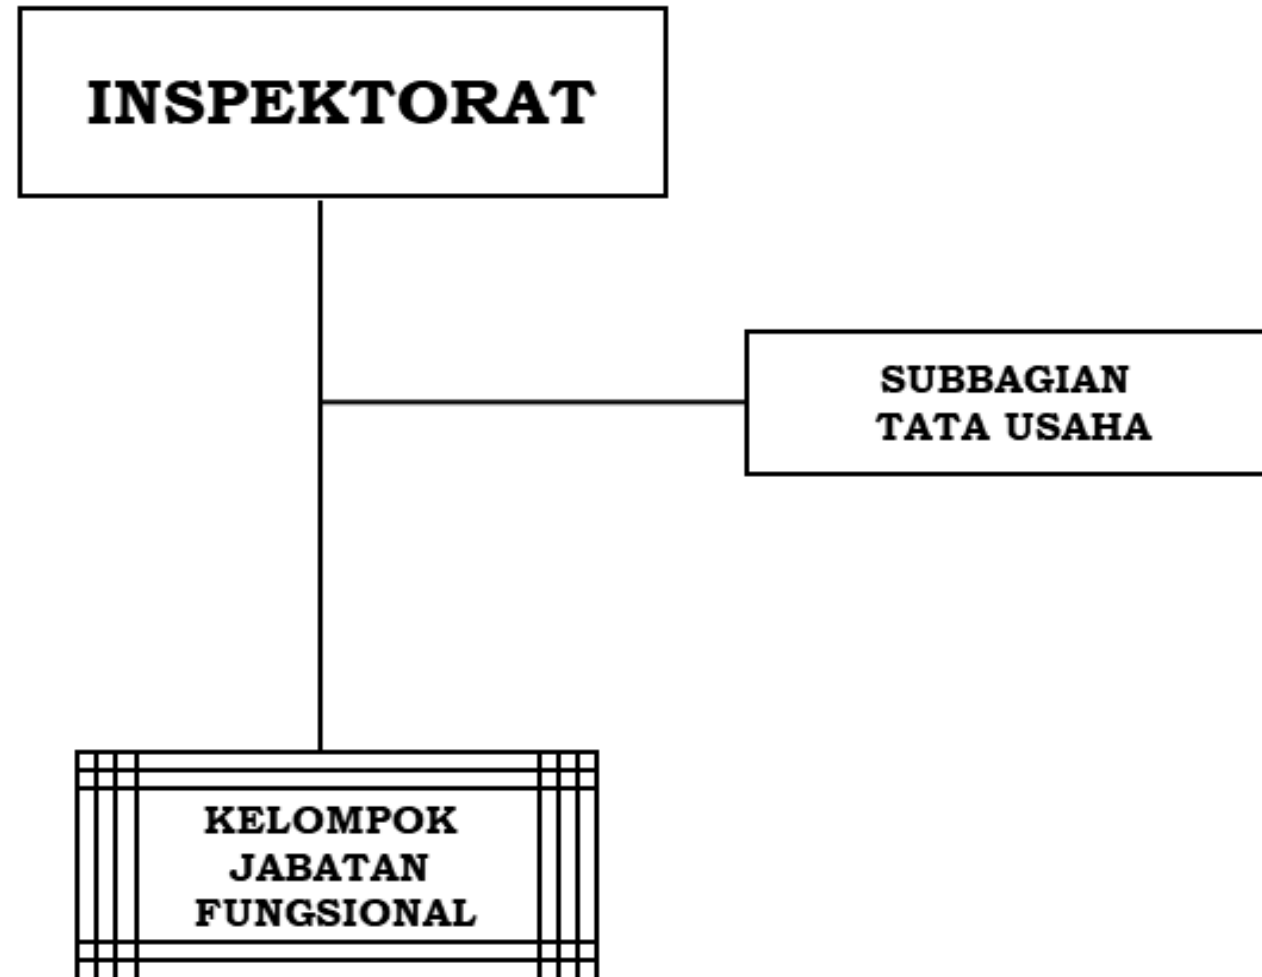 INSPEKTORAT
SUBBAGIAN
TATA USAHA
KELOMPOK
JABATAN
FUNGSIONAL